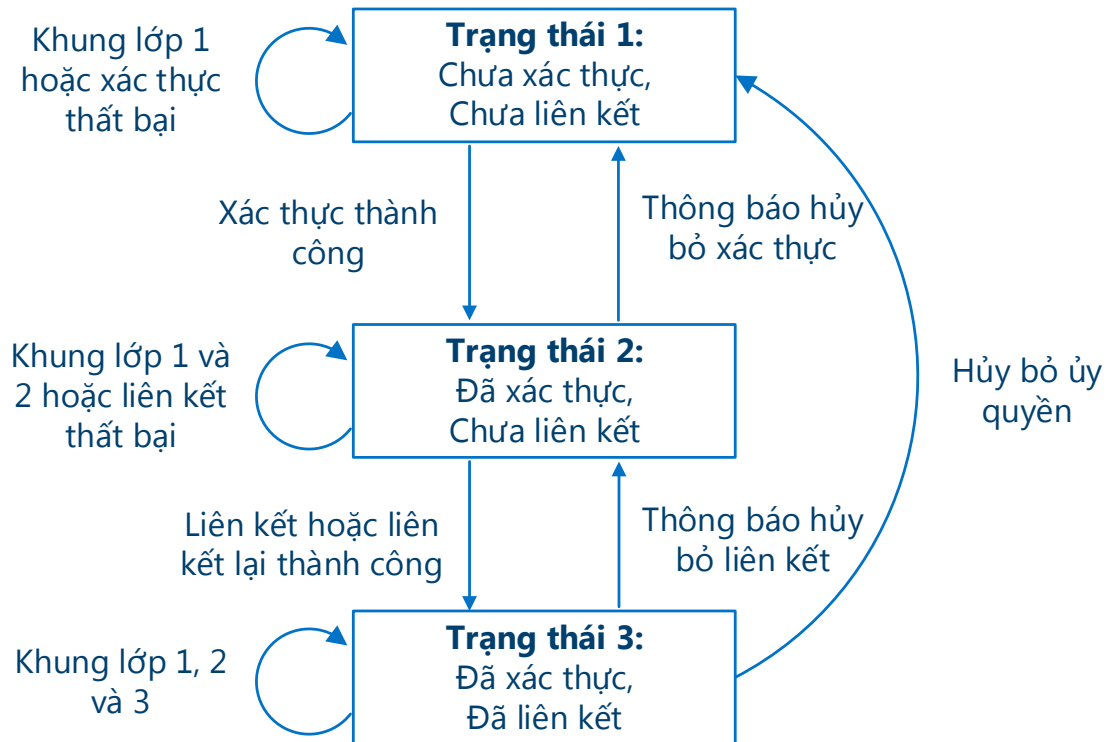 Khung lớp 1
hoặc xác thực
thất bại
Trạng thái 1:
Chưa xác thực,
Chưa liên kết
Xác thực thành
công
Thông báo hủy
bỏ xác thực
Khung lớp 1 và
2 hoặc liên kết
thất bại
Trạng thái 2:
Đã xác thực,
Chưa liên kết
Hủy bỏ ủy
quyền
Liên kết hoặc liên
kết lại thành công
Thông báo hủy
bỏ liên kết
Khung lớp 1, 2
và 3
Trạng thái 3:
Đã xác thực,
Đã liên kết